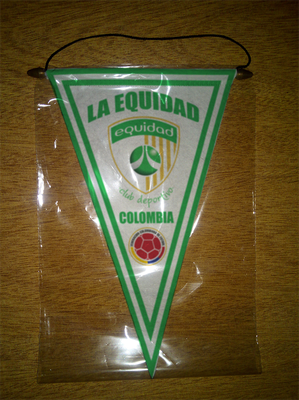 LA EQUIDAD
equidad
club deportivo
COLOMBIA